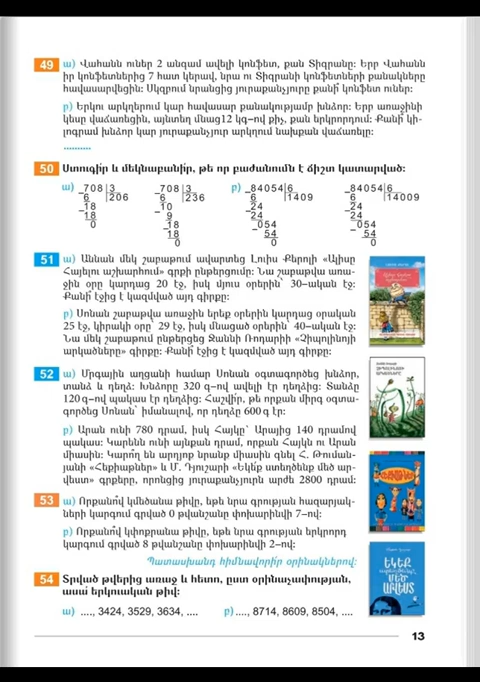 49 ա) Վահանն ուներ 2 անգամ ավելի կոնֆետ, քան Տիգրանը: Երբ Վահանն
իր կոնֆետներից 7 հատ կերավ, նրա ու Տիգրանի կոնֆետների քանակները
հավասարվեցին: Սկզբում նրանցից յուրաքանչյուրը քանի՞ կոնֆետ ուներ:
բ) Երկու արկղերում կար հավասար քանակությամբ խնձոր: Երբ առաջինի
կեսը վաճառեցին, այնտեղ մնաց12 կգ–ով քիչ, քան երկրորդում: Քանի՞ կի-
լոգրամ խնձոր կար յուրաքանչյուր արկղում նախքան վաճառելը:
..........
50 Ստուգի՛ր և մեկնաբանի՛ր, թե որ բաժանումն է ճիշտ կատարված:
ա) 708 3 708 3 բ) 84054 6 84054 6
6 206 6 236 6 1409 6 14009
18 10 24 24
18 9 24 24
0 18 054 054
18 54 54
0 0 0
51 ա) Աննան մեկ շաբաթում ավարտեց Լուիս Քերոլի «Ալիսը
Հայելու աշխարհում» գրքի ընթերցումը: Նա շաբաթվա առա-
ջին օրը կարդաց 20 էջ, իսկ մյուս օրերին՝ 30–ական էջ:
Քանի՞ էջից է կազմված այդ գիրքը:
բ) Սոնան շաբաթվա առաջին երեք օրերին կարդաց օրական
25 էջ, կիրակի օրը՝ 29 էջ, իսկ մնացած օրերին՝ 40–ական էջ:
Նա մեկ շաբաթում ընթերցեց Ջաննի Ռոդարիի «Չիպոլինոյի
արկածները» գիրքը: Քանի՞ էջից է կազմված այդ գիրքը:
52 ա) Մրգային աղցանի համար Սոնան օգտագործեց խնձոր,
տանձ և դեղձ: Խնձորը 320 գ–ով ավելի էր դեղձից: Տանձը
120 գ–ով պակաս էր դեղձից: Հաշվի՛ր, թե որքան միրգ օգտա-
գործեց Սոնան՝ իմանալով, որ դեղձը 600 գ էր:
բ) Արան ունի 780 դրամ, իսկ Հայկը՝ Արայից 140 դրամով
պակաս: Կարենն ունի այնքան դրամ, որքան Հայկն ու Արան
միասին: Կարո՞ղ են արդյոք նրանք միասին գնել Հ. Թուման-
յանի «Հեքիաթներ» և Մ. Դյուշարի «Եկե՛ք ստեղծենք մեծ ար-
վեստ» գրքերը, որոնցից յուրաքանչյուրն արժե 2800 դրամ:
53 ա) Որքանո՞վ կմեծանա թիվը, եթե նրա գրության հազարյակ-
ների կարգում գրված 0 թվանշանը փոխարինվի 7–ով:
բ) Որքանո՞վ կփոքրանա թիվը, եթե նրա գրության երկրորդ
կարգում գրված 8 թվանշանը փոխարինվի 2–ով:
Պատասխանդ հիմնավորի՛ր օրինակներով:
54 Տրված թվերից առաջ և հետո, ըստ օրինաչափության,
ասա՛ երկուական թիվ:
ա) ...., 3424, 3529, 3634, .... բ)...., 8714, 8609, 8504, ....
ԵԿԵՔ
ՄԵԾ
13